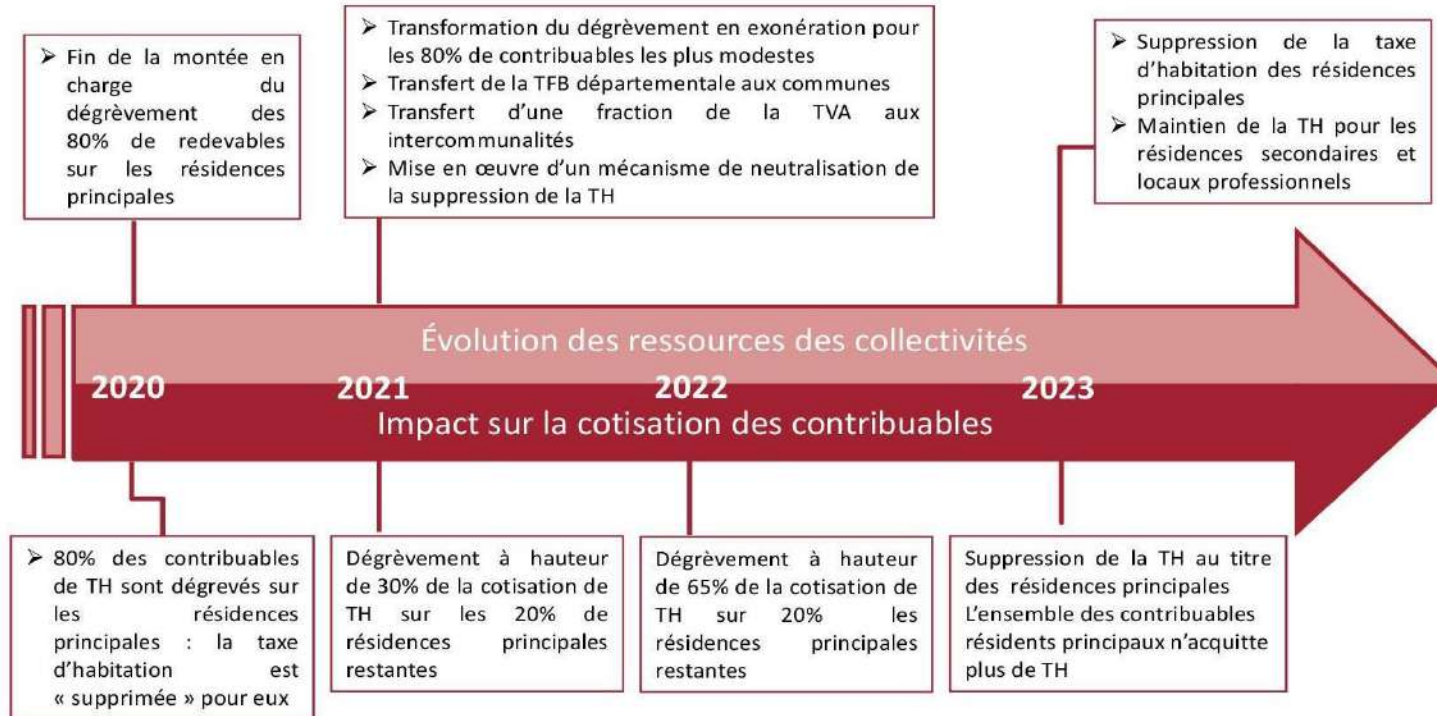 ➢ Fin de la montée en
charge du
dégrèvement des
80% de redevables
sur les résidences
principales
➢ Transformation du dégrèvement en exonération pour
les 80% de contribuables les plus modestes
➢ Transfert de la TFB départementale aux communes
➢ Transfert d’une fraction de la TVA aux
intercommunalités
➢ Mise en œuvre d’un mécanisme de neutralisation de
la suppression de la TH
➢ Suppression de la taxe
d’habitation des résidences
principales
➢ Maintien de la TH pour les
résidences secondaires et
locaux professionnels
Évolution des ressources des collectivités
2020 2021 2022 2023
Impact sur la cotisation des contribuables
➢ 80% des contribuables
de TH sont dégrevés sur
les résidences
principales : la taxe
d’habitation est
« supprimée » pour eux
Dégrèvement à hauteur
de 30% de la cotisation de
TH sur les 20% de
résidences principales
restantes
Dégrèvement à hauteur
de 65% de la cotisation de
TH sur 20% les
résidences principales
restantes
Suppression de la TH au titre
des résidences principales
L’ensemble des contribuables
résidents principaux n’acquitte
plus de TH